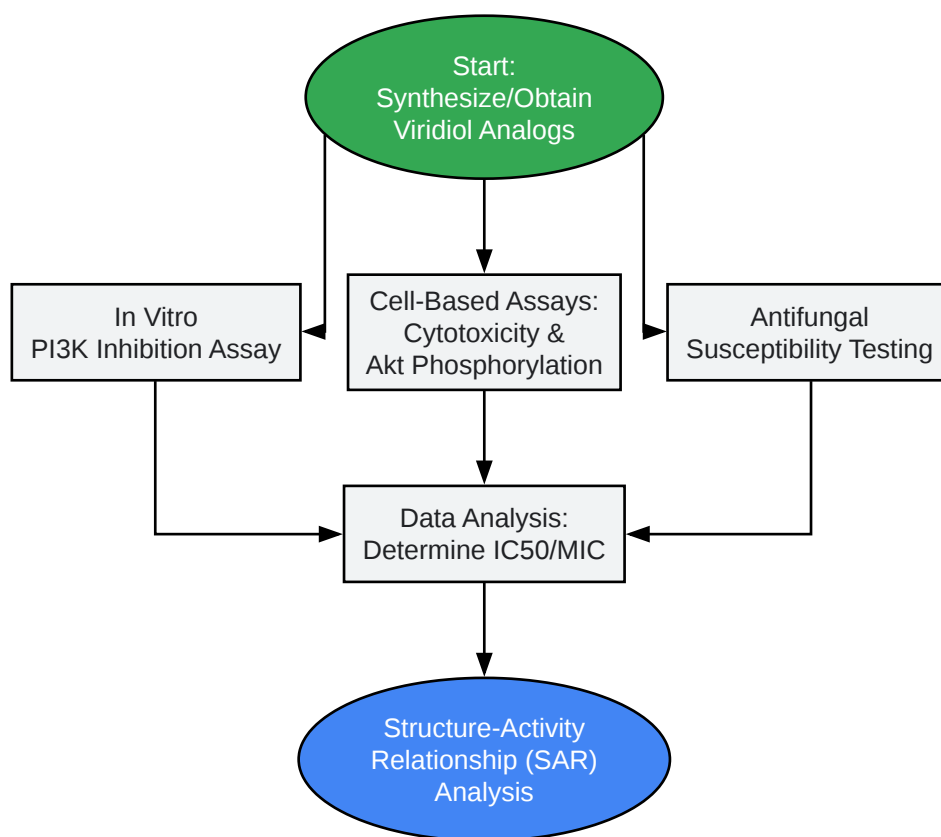 Start:
Synthesize/Obtain
Viridiol Analogs
In Vitro
PI3K Inhibition Assay
Cell-Based Assays:
Cytotoxicity &
Akt Phosphorylation
Antifungal
Susceptibility Testing
Data Analysis:
Determine IC50/MIC
Structure-Activity
Relationship (SAR)
Analysis